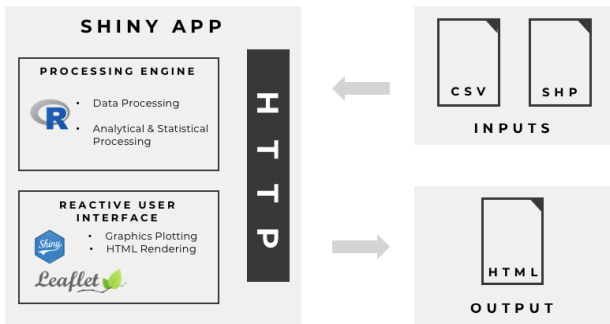 SHINY APP
PROCESSING ENGINE
R
• Data Processing
• Analytical & Statistical
Processing
REACTIVE USER
INTERFACE
Shiny
• Graphics Plotting
• HTML Rendering
Leaflet
HTTP
CSV
SHP
INPUTS
HTML
OUTPUT